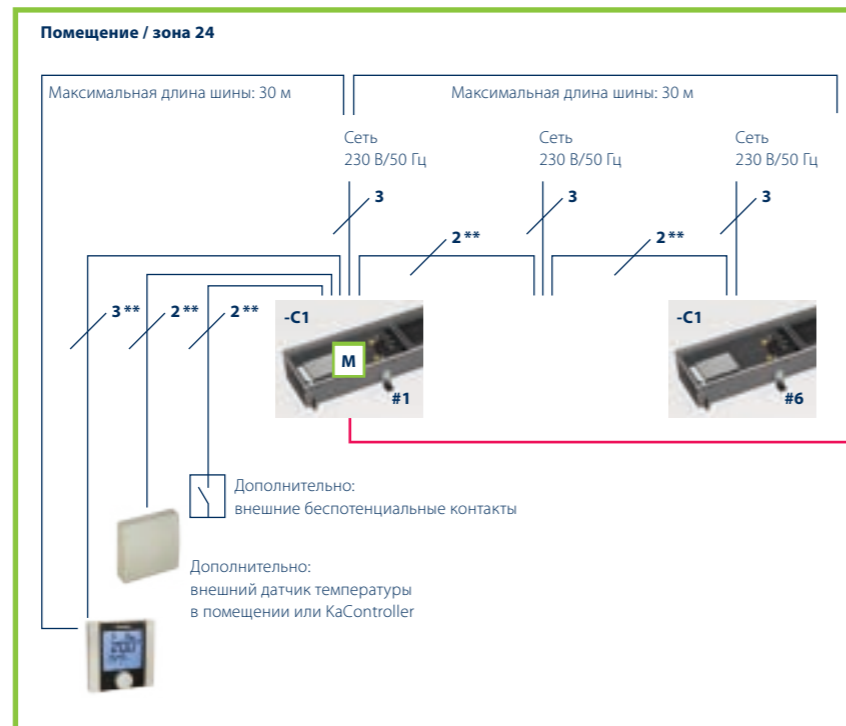 Помещение / зона 24
Максимальная длина шины: 30 м
Максимальная длина шины: 30 м
Сеть
230 В/50 Гц
Сеть
230 В/50 Гц
Сеть
230 В/50 Гц
3
3
3
2**
2**
3**
2**
2**
-C1
M
#1
-C1
#6
Дополнительно:
внешние беспотенциальные контакты
Дополнительно:
внешний датчик температуры
в помещении или KaController